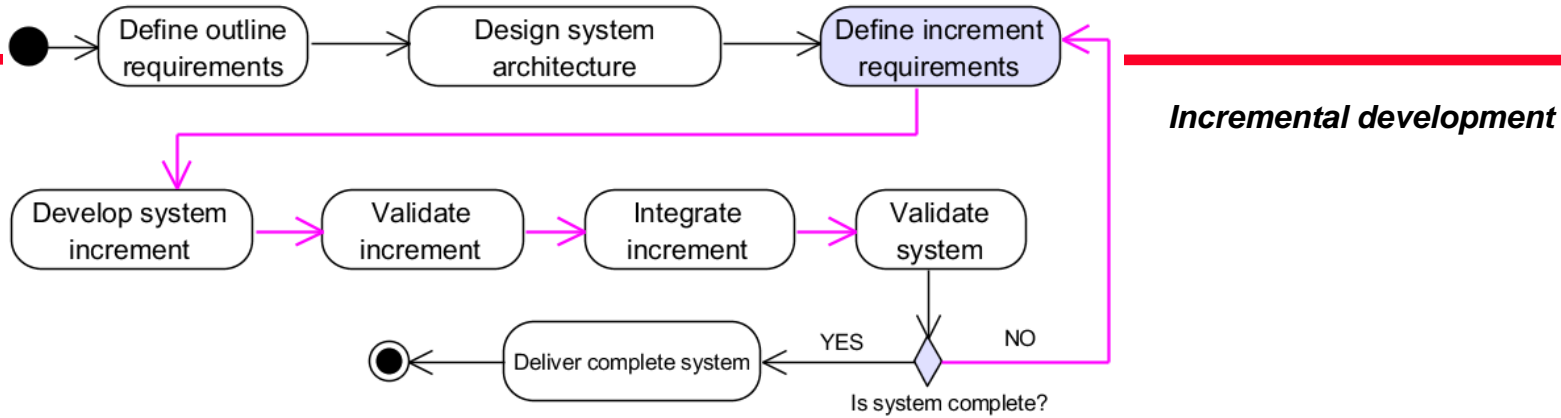 Define outline
requirements
Design system
architecture
Define increment
requirements
Incremental development
Develop system
increment
Validate
increment
Integrate
increment
Validate
system
Deliver complete system
YES
NO
Is system complete?